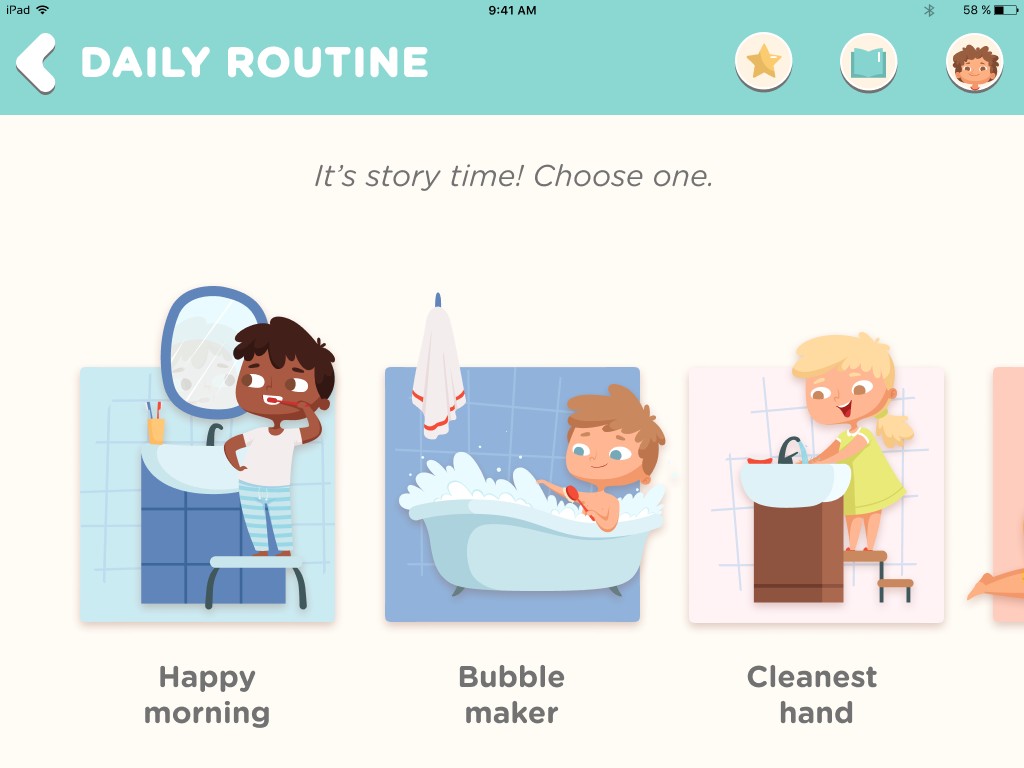 iPad 9:41 AM 58 %
DAILY ROUTINE
It’s story time! Choose one.
Happy
morning
Bubble
maker
Cleanest
hand